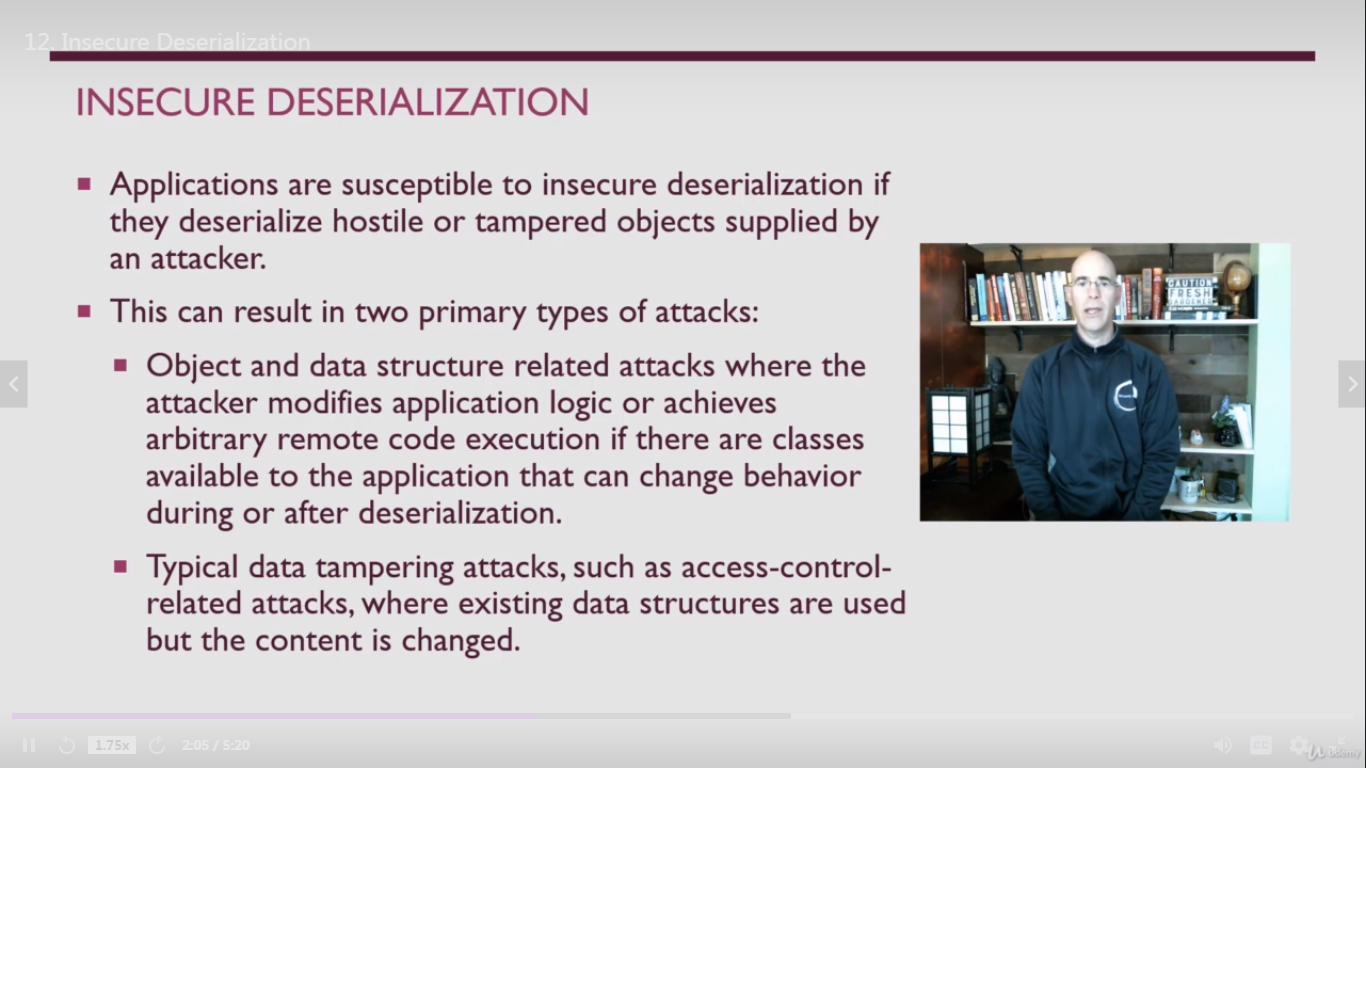 12. Insecure Deserialization
INSECURE DESERIALIZATION
Applications are susceptible to insecure deserialization if
they deserialize hostile or tampered objects supplied by
an attacker.
This can result in two primary types of attacks:
Object and data structure related attacks where the
attacker modifies application logic or achieves
arbitrary remote code execution if there are classes
available to the application that can change behavior
during or after deserialization.
Typical data tampering attacks, such as access-control-
related attacks, where existing data structures are used
but the content is changed.
CAUTION
FRESH
1.75x
2:05 / 5:20
CC
Udemy